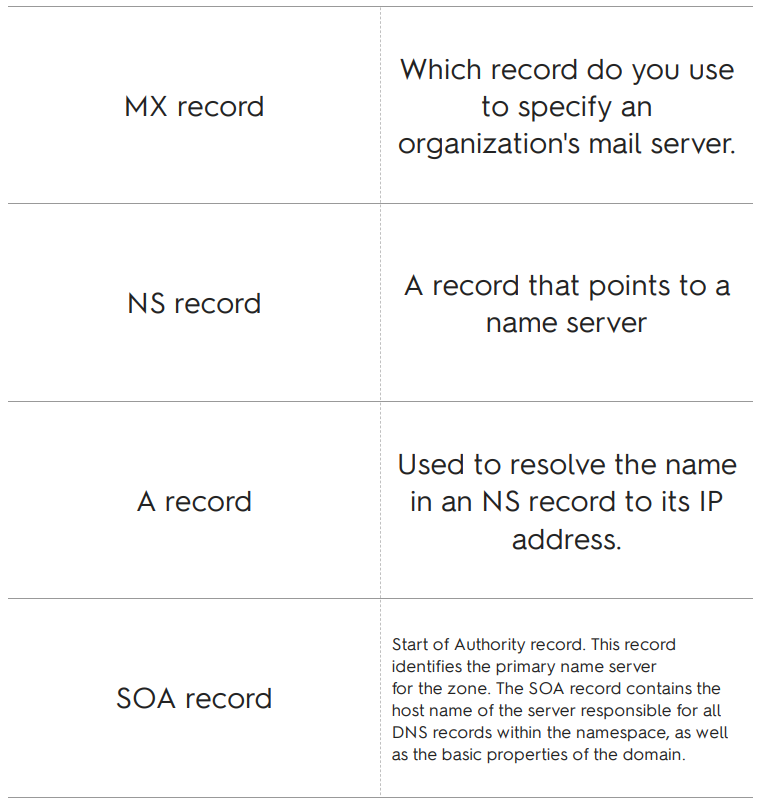 MX record
Which record do you use
to specify an
organization's mail server.
NS record
A record that points to a
name server
A record
Used to resolve the name
in an NS record to its IP
address.
SOA record
Start of Authority record. This record
identifies the primary name server
for the zone. The SOA record contains the
host name of the server responsible for all
DNS records within the namespace, as well
as the basic properties of the domain.